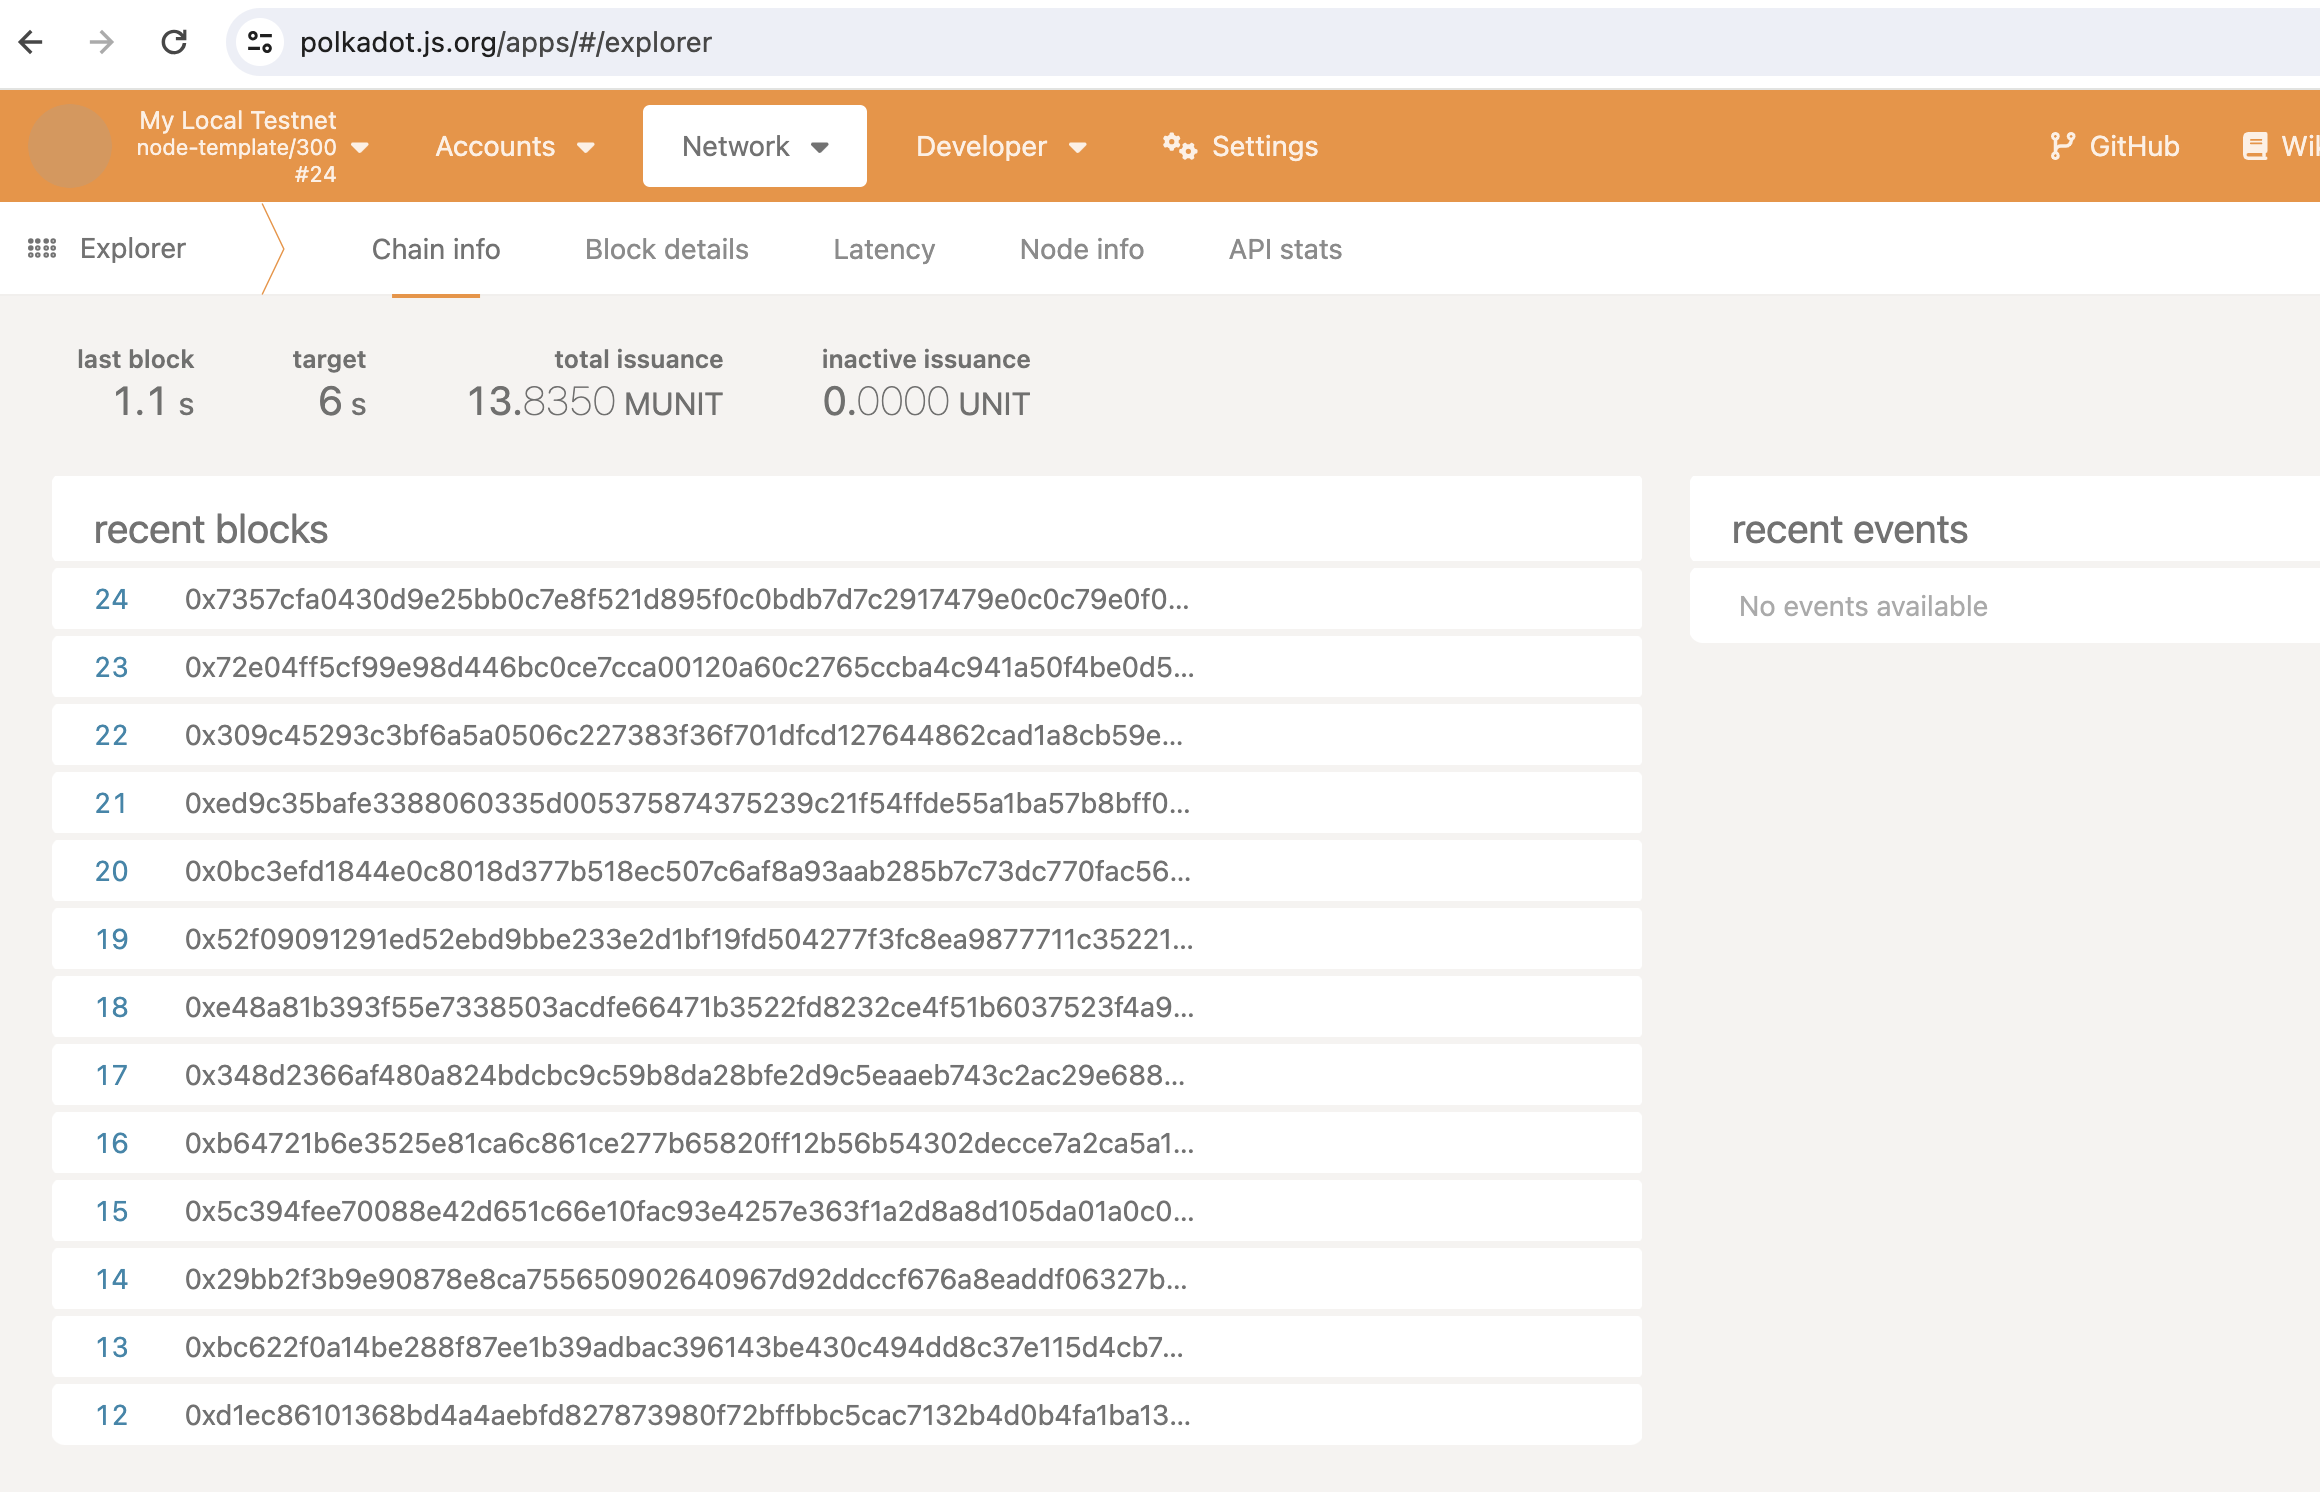 polkadot.js.org/apps/#/explorer
My Local Testnet
node-template/300
#24
Accounts
Network
Developer
Settings
GitHub
Explorer
Chain info
Block details
Latency
Node info
API stats
last block
1.1 s
target
6 s
total issuance
13.8350 MUNIT
inactive issuance
0.0000 UNIT
recent blocks
24 0x7357cfa0430d9e25bb0c7e8f521d895f0c0bdb7d7c2917479e0c0c79e0f0...
23 0x72e04ff5cf99e98d446bc0ce7cca00120a60c2765ccba4c941a50f4be0d5...
22 0x309c45293c3bf6a5a0506c227383f36f701dfcd127644862cad1a8cb59e...
21 0xed9c35bafe3388060335d005375874375239c21f54ffde55a1ba57b8bff0...
20 0x0bc3efd1844e0c8018d377b518ec507c6af8a93aab285b7c73dc770fac56...
19 0x52f09091291ed52ebd9bbe233e2d1bf19fd504277f3fc8ea9877711c35221...
18 0xe48a81b393f55e7338503acdfe66471b3522fd8232ce4f51b6037523f4a9...
17 0x348d2366af480a824bdcbc9c59b8da28bfe2d9c5eaaeb743c2ac29e688...
16 0xb64721b6e3525e81ca6c861ce277b65820ff12b56b54302decce7a2ca5a1...
15 0x5c394fee70088e42d651c66e10fac93e4257e363f1a2d8a8d105da01a0c0...
14 0x29bb2f3b9e90878e8ca755650902640967d92ddccf676a8eaddf06327b...
13 0xbc622f0a14be288f87ee1b39adbac396143be430c494dd8c37e115d4cb7...
12 0xd1ec86101368bd4a4aebfd827873980f72bffbbc5cac7132b4d0b4fa1ba13...
recent events
No events available